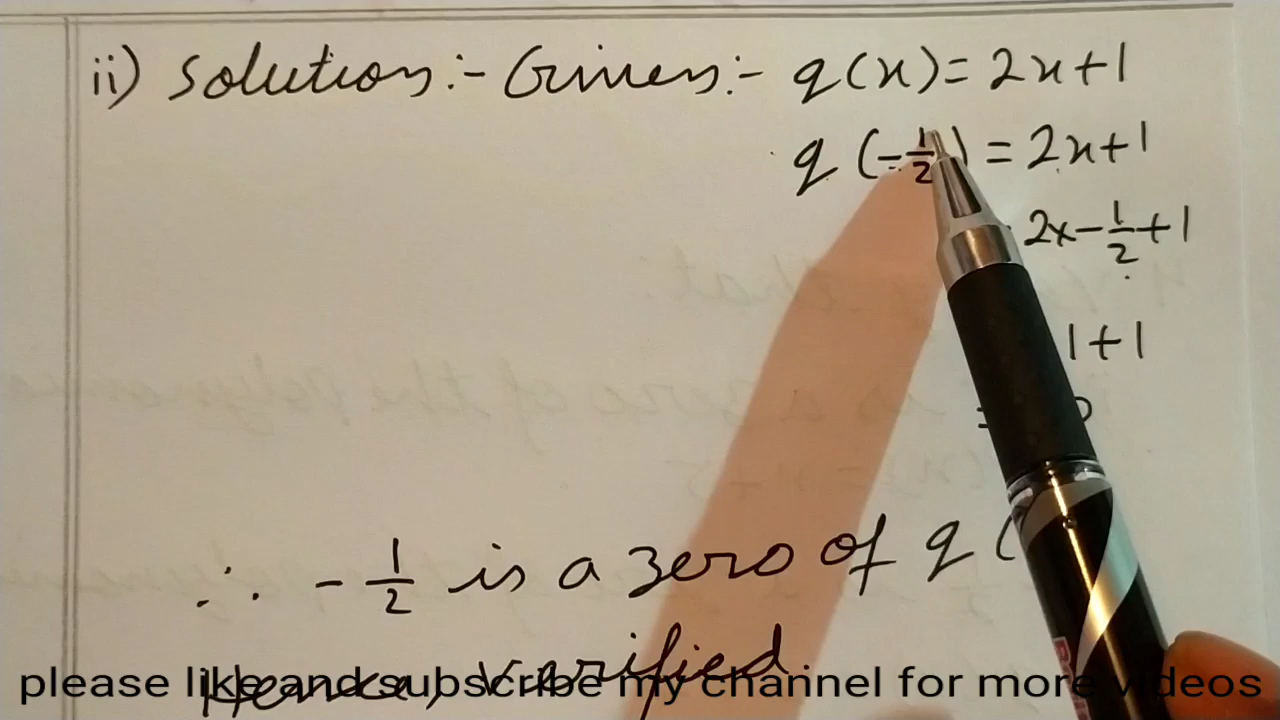 ii) Solution:- Given:- q(x) = 2x+1
q(-1/2) = 2x+1
2x-1/2+1
1+1
=
∴ -1/2 is a zero of q(
Hence, verified
please like and subscribe my channel for more videos